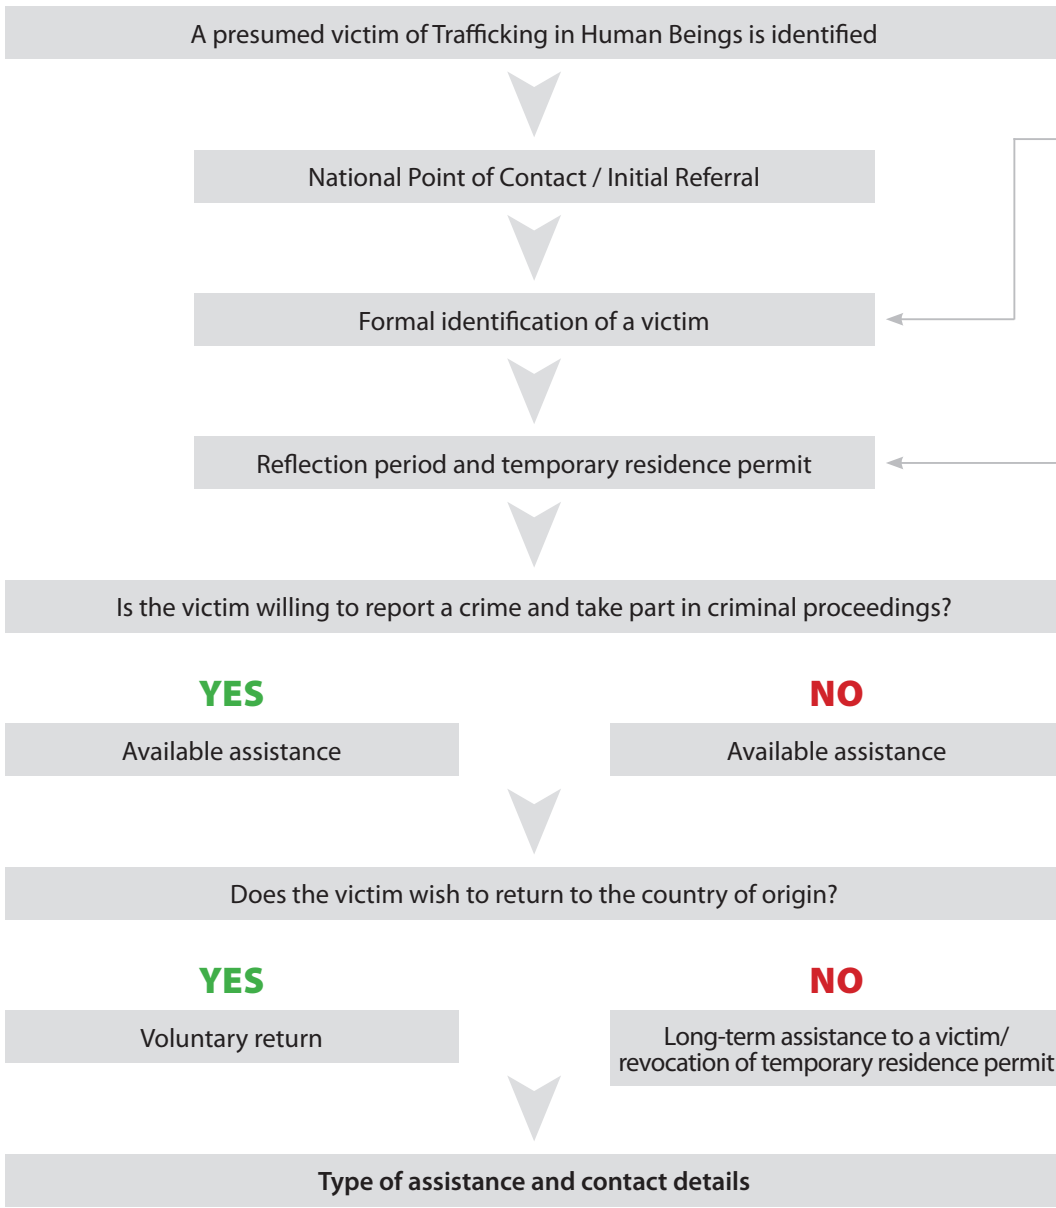 A presumed victim of Trafficking in Human Beings is identified
National Point of Contact / Initial Referral
Formal identification of a victim
Reflection period and temporary residence permit
Is the victim willing to report a crime and take part in criminal proceedings?
YES
NO
Available assistance
Available assistance
Does the victim wish to return to the country of origin?
YES
NO
Voluntary return
Long-term assistance to a victim/
revocation of temporary residence permit
Type of assistance and contact details